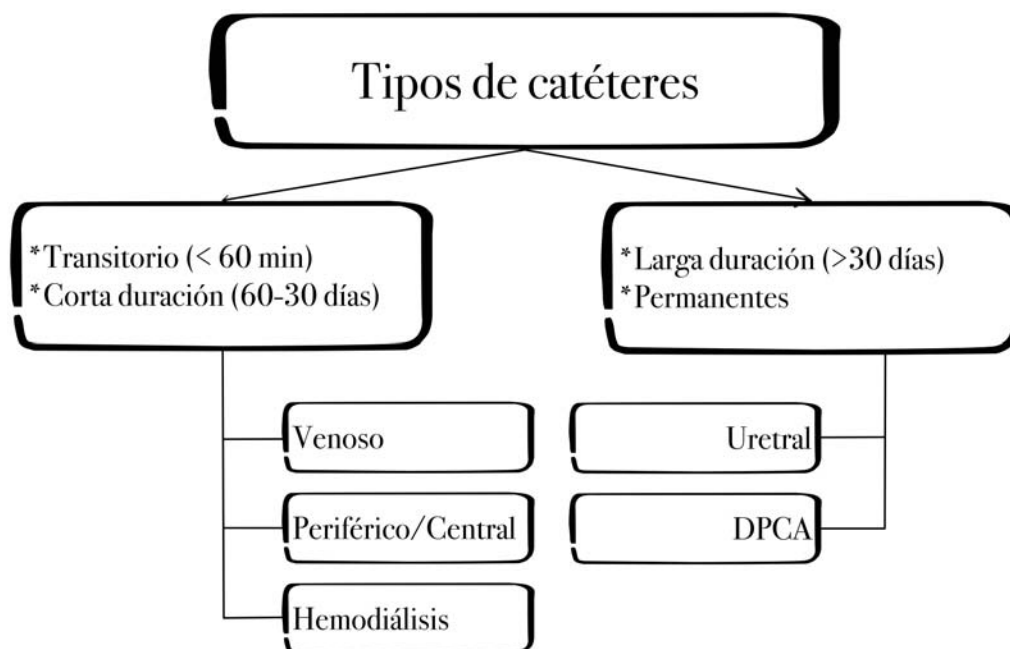 Tipos de catéteres
*Transitorio (< 60 min)
*Corta duración (60-30 días)
*Larga duración (>30 días)
*Permanentes
Venoso
Periférico/Central
Hemodiálisis
Uretral
DPCA